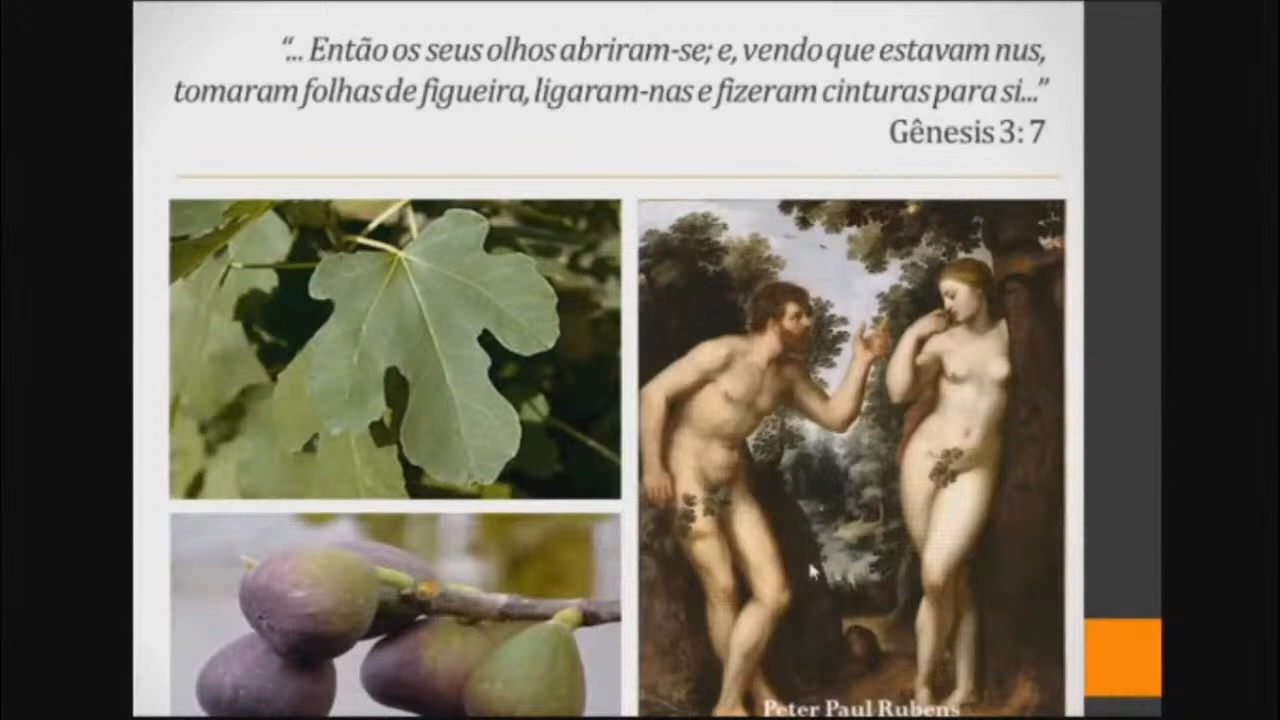 “... Então os seus olhos abriram-se; e, vendo que estavam nus,
tomaram folhas de figueira, ligaram-nas e fizeram cinturas para si...”
Gênesis 3: 7
Peter Paul Rubens